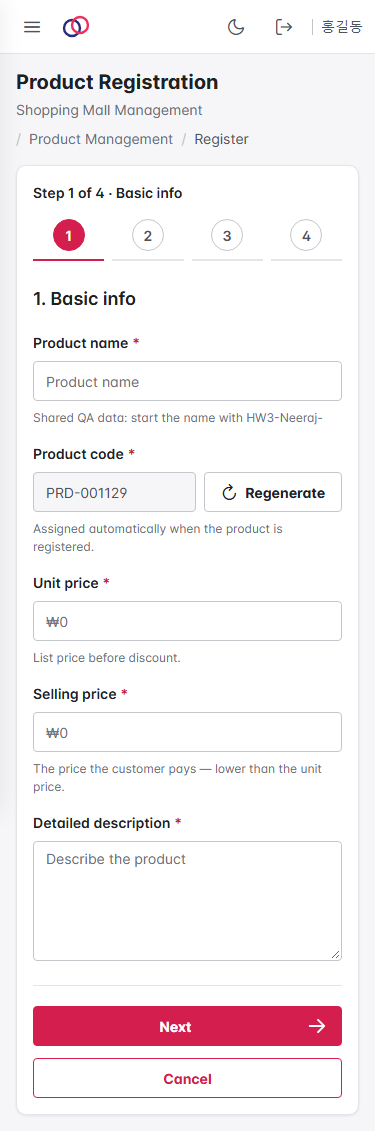 홍길동
Product Registration
Shopping Mall Management
/ Product Management / Register
Step 1 of 4 · Basic info
1 2 3 4
1. Basic info
Product name *
Product name
Shared QA data: start the name with HW3-Neeraj-
Product code *
PRD-001129 Regenerate
Assigned automatically when the product is
registered.
Unit price *
₩0
List price before discount.
Selling price *
₩0
The price the customer pays — lower than the unit
price.
Detailed description *
Describe the product
Next
Cancel